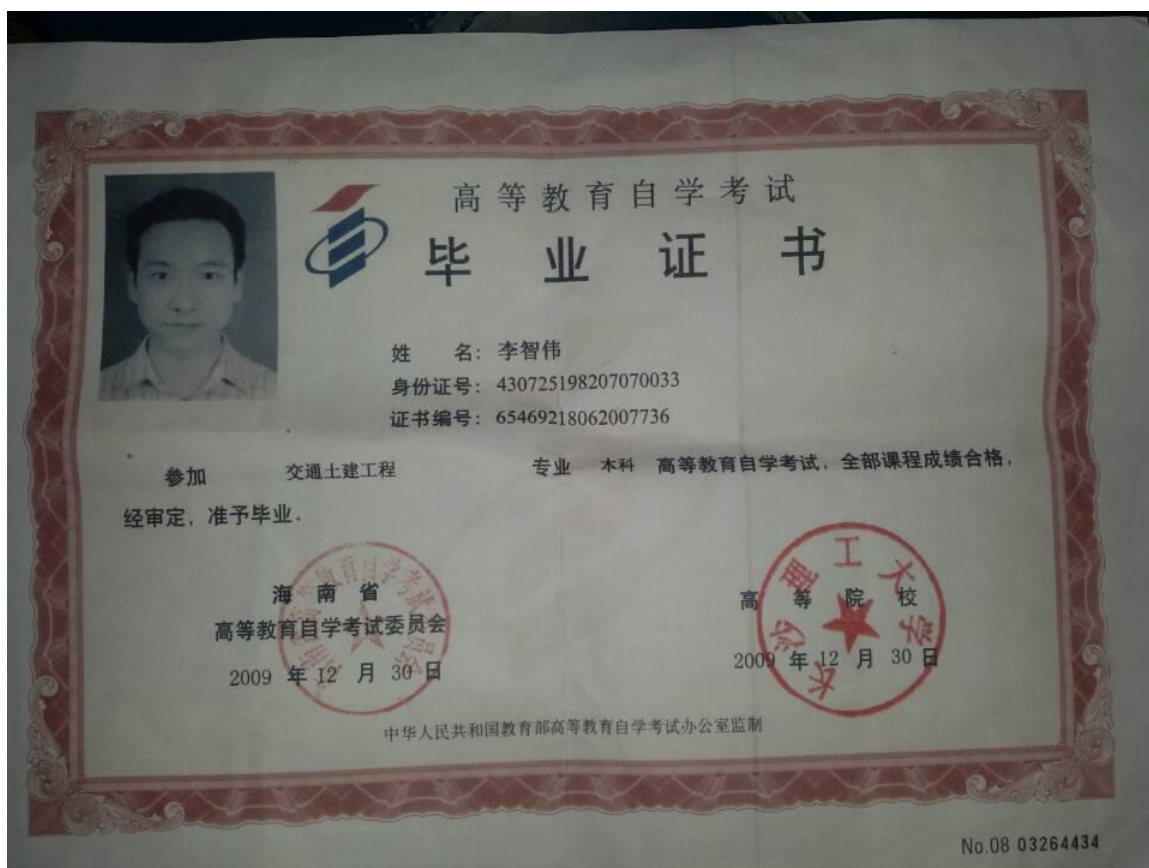 高等教育自学考试
毕业证书
姓 名：李智伟
身份证号：430725198207070033
证书编号：65469218062007736
参加 交通土建工程 专业 本科 高等教育自学考试，全部课程成绩合格，
经审定，准予毕业。
海南省
高等教育自学考试委员会
2009 年 12 月 30 日
高等院校
长沙理工大学
2009 年 12 月 30 日
中华人民共和国教育部高等教育自学考试办公室监制
No.08 03264434